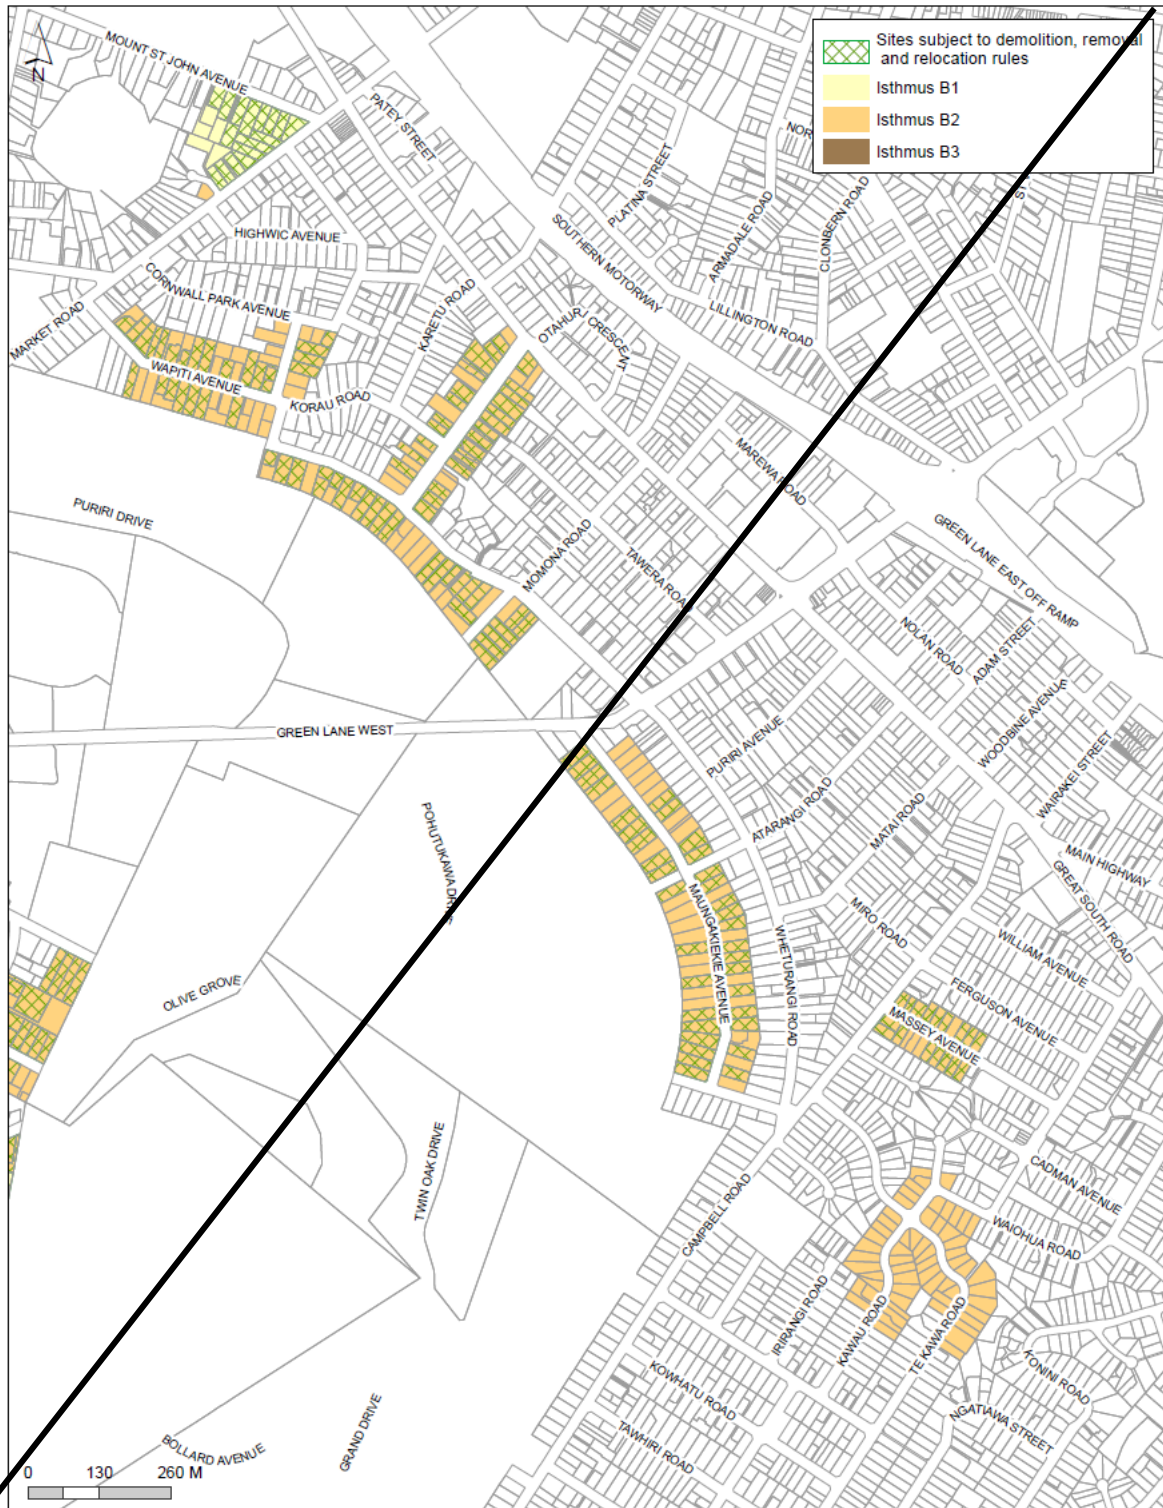 MOUNT ST JOHN AVENUE
N
PATEY STREET
Sites subject to demolition, removal
and relocation rules
Isthmus B1
Isthmus B2
Isthmus B3
NOR
ST
PLATINA STREET
ARMADALE ROAD
CLONBERN ROAD
HIGHWIC AVENUE
SOUTHERN MOTORWAY
CORNWALL PARK AVENUE
MARKET ROAD
KARETU ROAD
OTAHURI CRESCENT
LILLINGTON ROAD
WAPITI AVENUE
KORAU ROAD
MAREWA ROAD
PURIRI DRIVE
MOMONA ROAD
TAWERA ROAD
GREEN LANE EAST OFF RAMP
NOLAN ROAD
ADAM STREET
WOODBINE AVENUE
GREEN LANE WEST
PURIRI AVENUE
WAIRAKEI STREET
POHUTUKAWA DRIVE
ATARANGI ROAD
MATAI ROAD
MAIN HIGHWAY
GREAT SOUTH ROAD
MAUNGAKIEKIE AVENUE
MIRO ROAD
WHETURANGI ROAD
WILLIAM AVENUE
OLIVE GROVE
FERGUSON AVENUE
MASSEY AVENUE
TWIN OAK DRIVE
CADMAN AVENUE
CAMPBELL ROAD
WAIOHUA ROAD
IRIRANGI ROAD
KAWAU ROAD
TE KAWA ROAD
KONINI ROAD
KOWHATU ROAD
NGATIAWA STREET
GRAND DRIVE
TAWHIRI ROAD
BOLLARD AVENUE
0 130 260 M